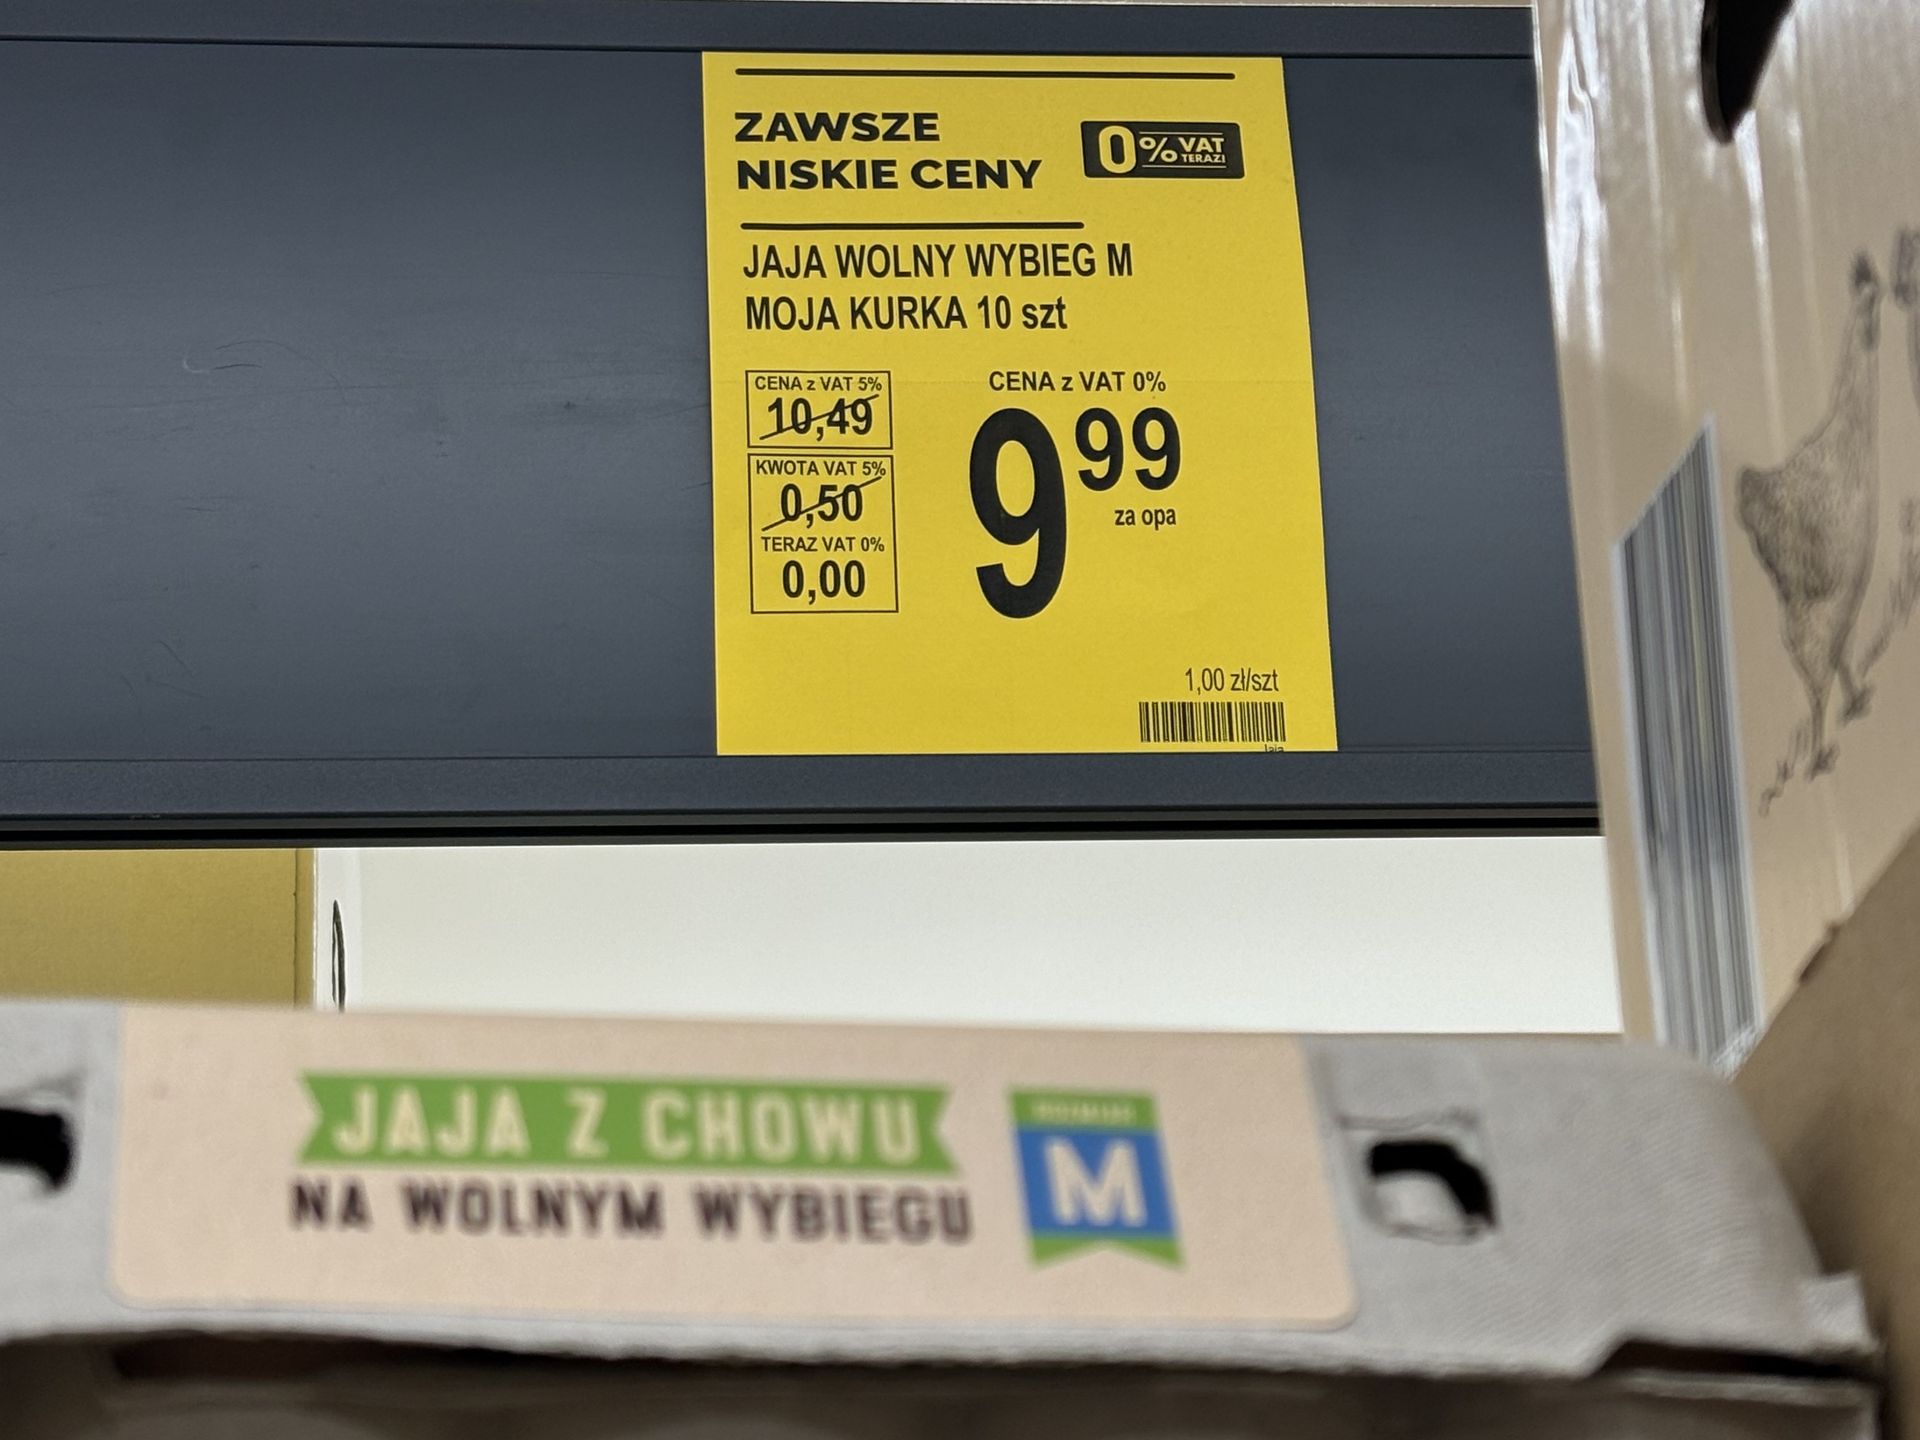 ZAWSZE
NISKIE CENY
0% VAT
TERAZ!
JAJA WOLNY WYBIEG M
MOJA KURKA 10 szt
CENA z VAT 5%
10,49
KWOTA VAT 5%
0,50
TERAZ VAT 0%
0,00
CENA z VAT 0%
9 99
za opa
1,00 zł/szt
Jaja
JAJA Z CHOWU
NA WOLNYM WYBIEGU
ROZMIAR
M